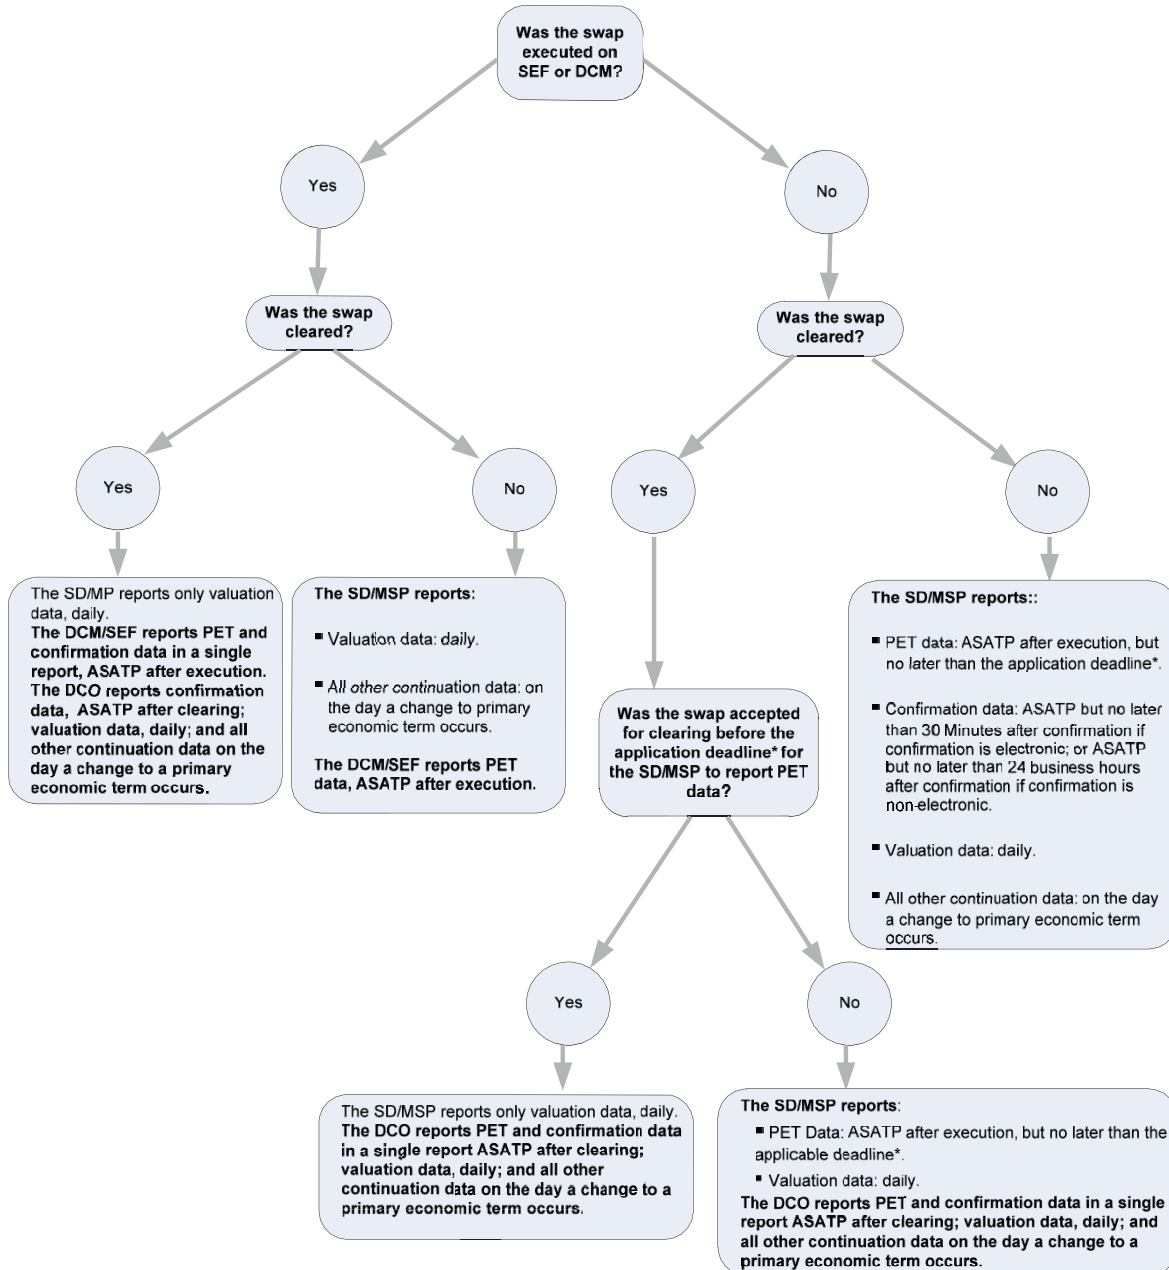 Was the swap
executed on
SEF or DCM?
Yes
No
Was the swap
cleared?
Was the swap
cleared?
Yes
No
Yes
No
The SD/MP reports only valuation
data, daily.
The DCM/SEF reports PET and
confirmation data in a single
report, ASATP after execution.
The DCO reports confirmation
data, ASATP after clearing;
valuation data, daily; and all
other continuation data on the
day a change to a primary
economic term occurs.
The SD/MSP reports:
▪ Valuation data: daily.
▪ All other continuation data: on
the day a change to primary
economic term occurs.
The DCM/SEF reports PET
data, ASATP after execution.
Was the swap accepted
for clearing before the
application deadline* for
the SD/MSP to report PET
data?
The SD/MSP reports::
▪ PET data: ASATP after execution, but
no later than the application deadline*.
▪ Confirmation data: ASATP but no later
than 30 Minutes after confirmation if
confirmation is electronic; or ASATP
but no later than 24 business hours
after confirmation if confirmation is
non-electronic.
▪ Valuation data: daily.
▪ All other continuation data: on the day
a change to primary economic term
occurs.
Yes
No
The SD/MSP reports only valuation data, daily.
The DCO reports PET and confirmation data
in a single report ASATP after clearing;
valuation data, daily; and all other
continuation data on the day a change to a
primary economic term occurs.
The SD/MSP reports:
▪ PET Data: ASATP after execution, but no later than the
applicable deadline*.
▪ Valuation data: daily.
The DCO reports PET and confirmation data in a single
report ASATP after clearing; valuation data, daily; and
all other continuation data on the day a change to a
primary economic term occurs.